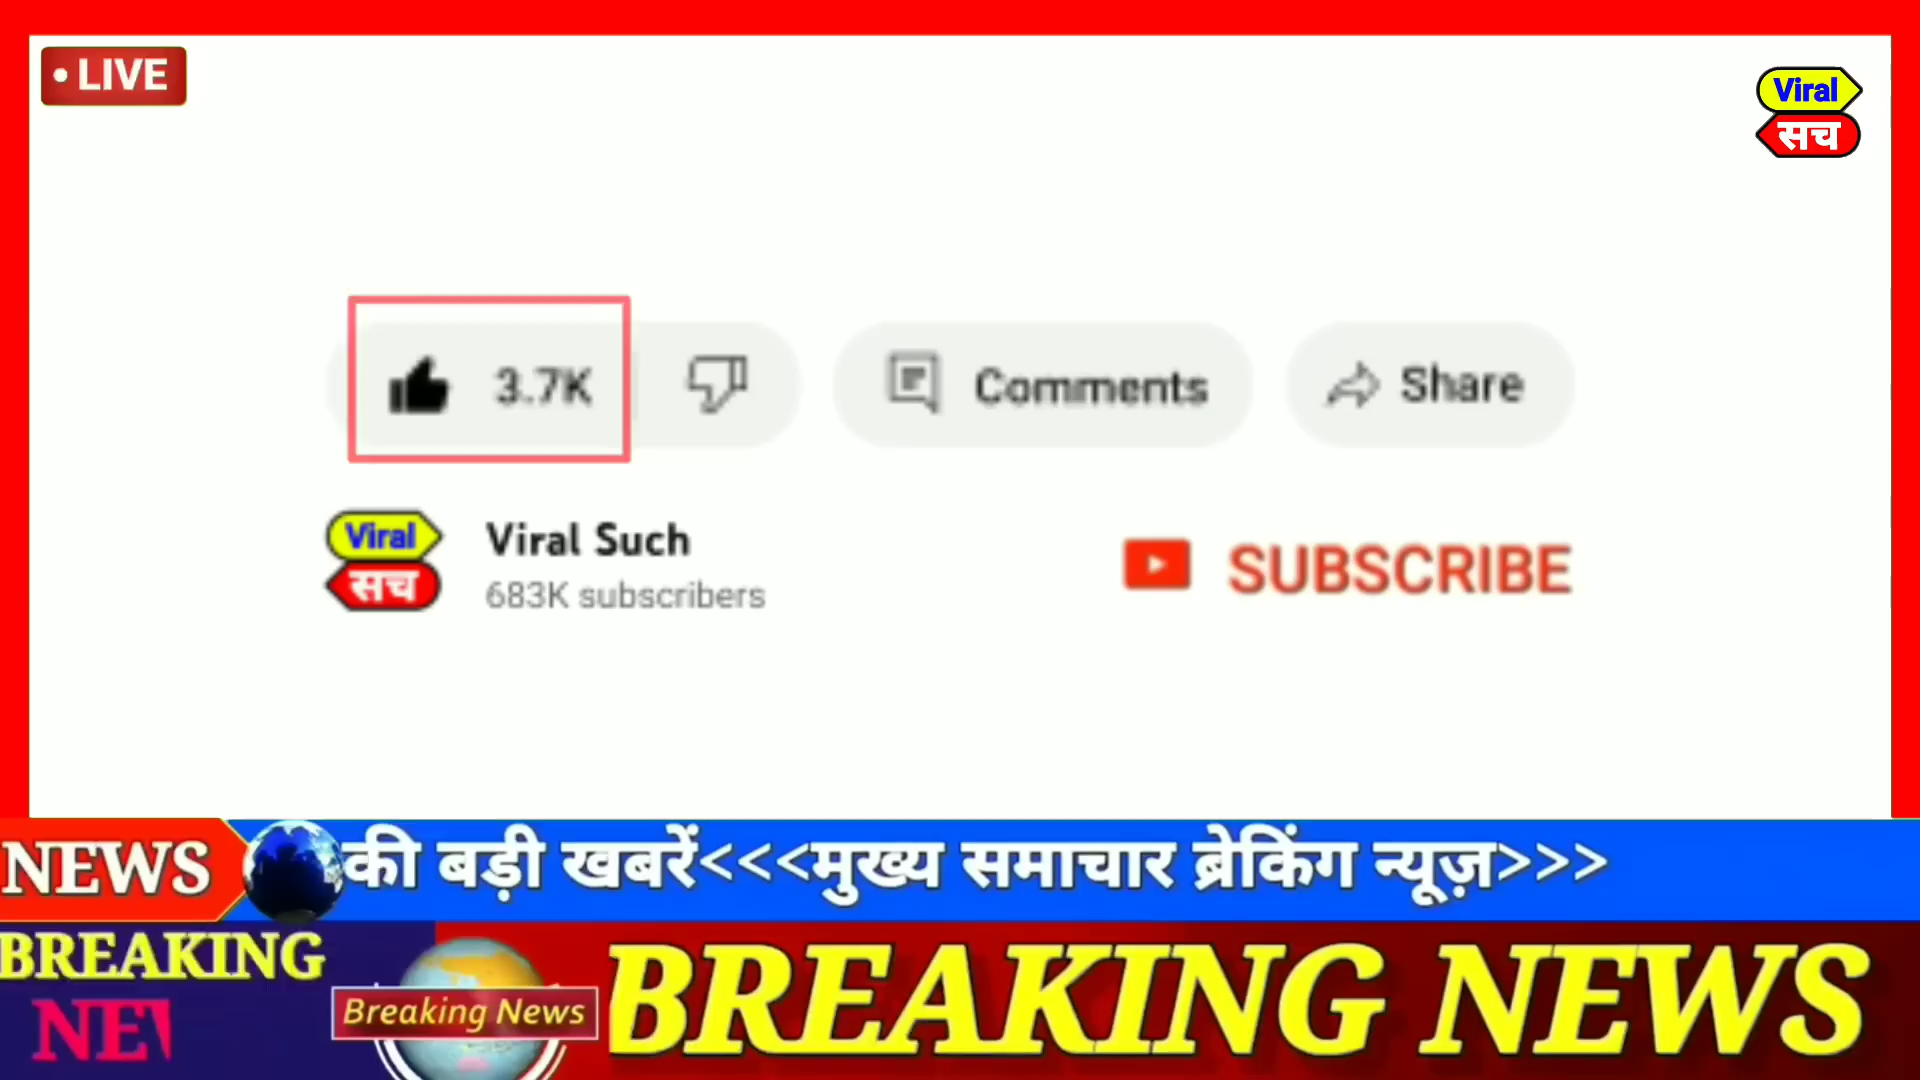 • LIVE
Viral
सच
3.7K
Comments
Share
Viral
सच
Viral Such
683K subscribers
SUBSCRIBE
NEWS
की बड़ी खबरें<<<मुख्य समाचार ब्रेकिंग न्यूज़>>>
BREAKING
NEW
Breaking News
BREAKING NEWS